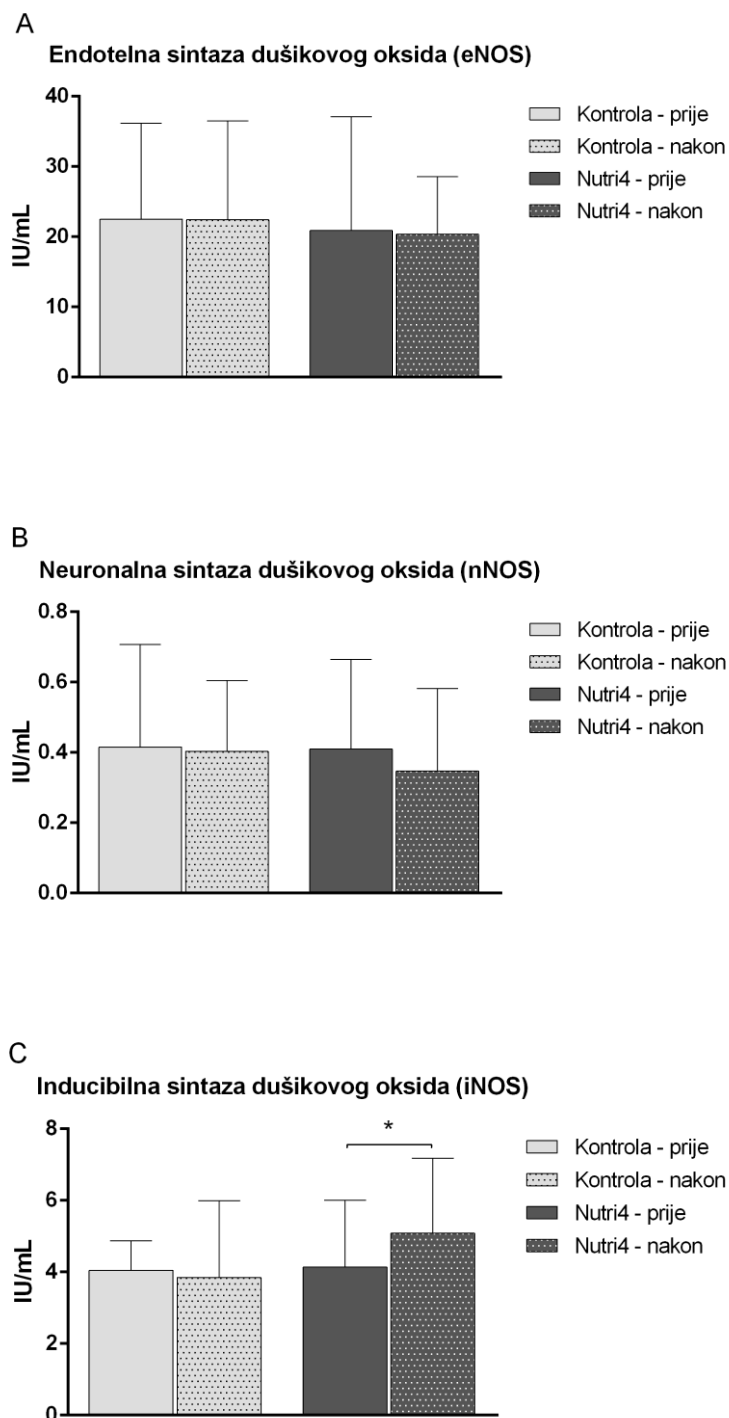 A
Endotelna sintaza dušikovog oksida (eNOS)
40
30
20
10
0
IU/mL
Kontrola - prije
Kontrola - nakon
Nutri4 - prije
Nutri4 - nakon
B
Neuronalna sintaza dušikovog oksida (nNOS)
0.8
0.6
0.4
0.2
0.0
IU/mL
Kontrola - prije
Kontrola - nakon
Nutri4 - prije
Nutri4 - nakon
C
Inducibilna sintaza dušikovog oksida (iNOS)
8
6
4
2
0
IU/mL
*
Kontrola - prije
Kontrola - nakon
Nutri4 - prije
Nutri4 - nakon